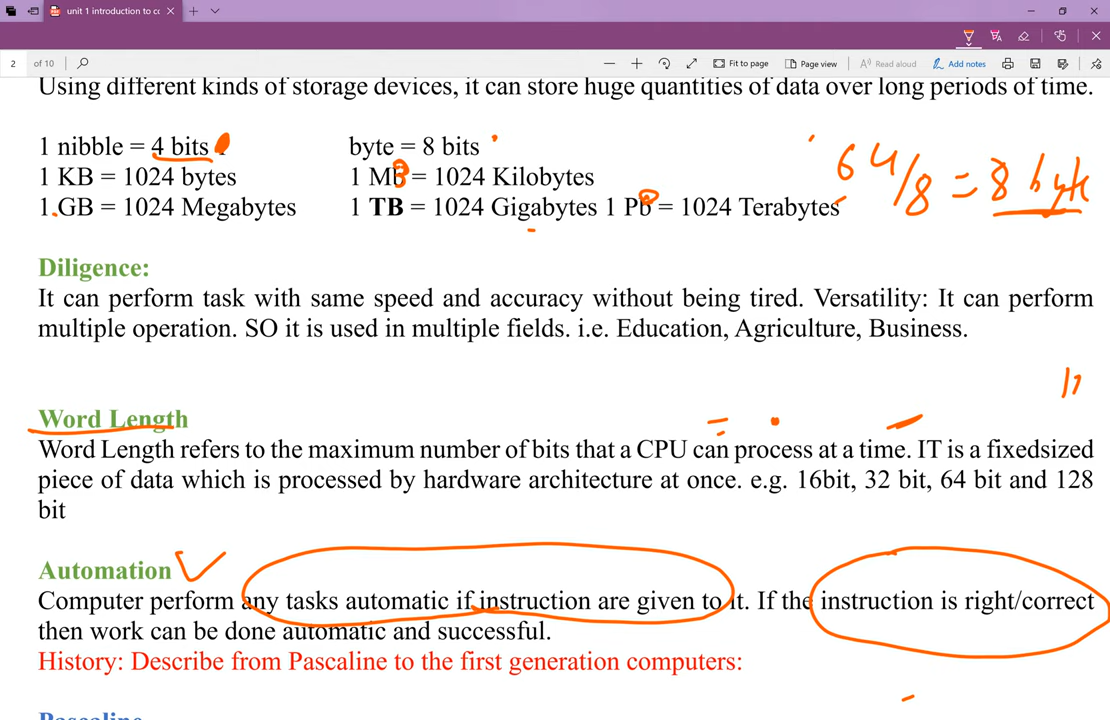 unit 1 introduction to co
2 of 10 Fit to page Page view Read aloud Add notes
Using different kinds of storage devices, it can store huge quantities of data over long periods of time.
1 nibble = 4 bits byte = 8 bits
64/8 = 8 byte
1 KB = 1024 bytes 1 MB = 1024 Kilobytes
1 GB = 1024 Megabytes 1 TB = 1024 Gigabytes 1 Pb = 1024 Terabytes
Diligence:
It can perform task with same speed and accuracy without being tired. Versatility: It can perform
multiple operation. SO it is used in multiple fields. i.e. Education, Agriculture, Business.
Word Length
Word Length refers to the maximum number of bits that a CPU can process at a time. IT is a fixedsized
piece of data which is processed by hardware architecture at once. e.g. 16bit, 32 bit, 64 bit and 128
bit
Automation
Computer perform any tasks automatic if instruction are given to it. If the instruction is right/correct
then work can be done automatic and successful.
History: Describe from Pascaline to the first generation computers:
Pascaline